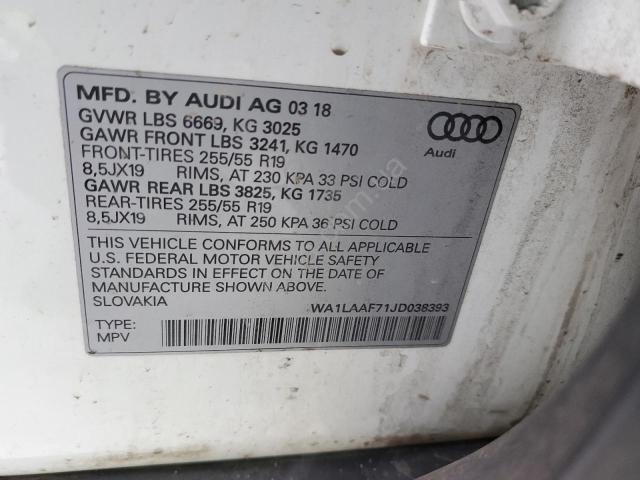 MFD. BY AUDI AG 03 18
GVWR LBS 6669, KG 3025
GAWR FRONT LBS 3241, KG 1470
FRONT-TIRES 255/55 R19
8,5JX19 RIMS, AT 230 KPA 33 PSI COLD
GAWR REAR LBS 3825, KG 1735
REAR-TIRES 255/55 R19
8,5JX19 RIMS, AT 250 KPA 36 PSI COLD
Audi
THIS VEHICLE CONFORMS TO ALL APPLICABLE
U.S. FEDERAL MOTOR VEHICLE SAFETY
STANDARDS IN EFFECT ON THE DATE OF
MANUFACTURE SHOWN ABOVE.
SLOVAKIA
WA1LAAF71JD038393
TYPE:
MPV